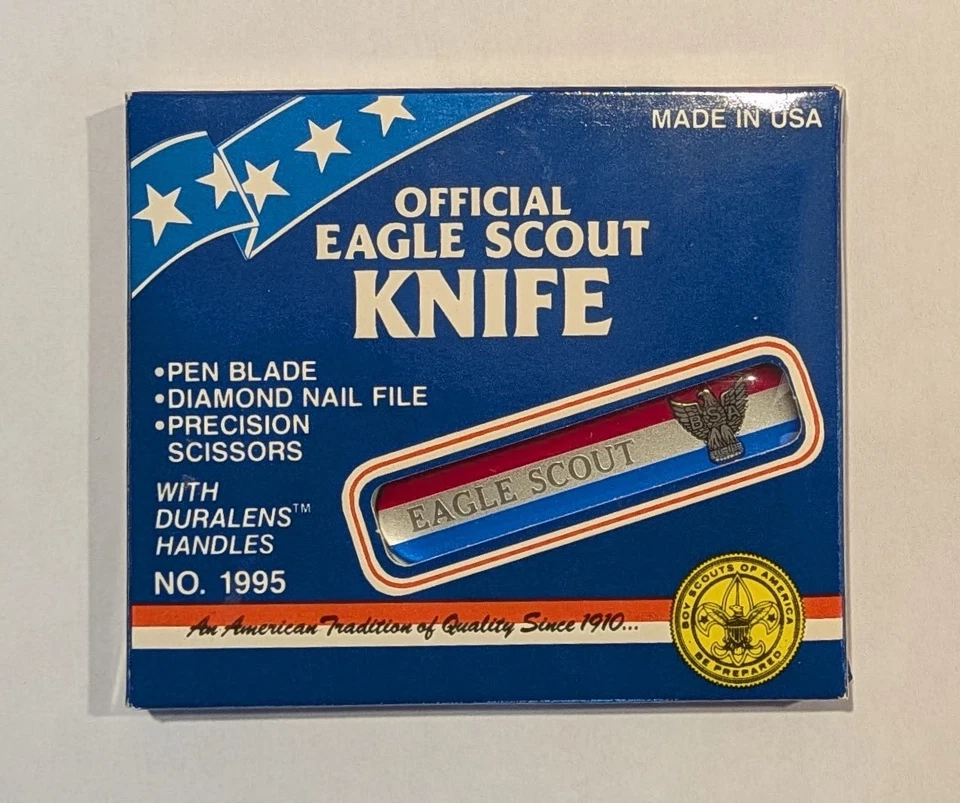 MADE IN USA
OFFICIAL
EAGLE SCOUT
KNIFE
•PEN BLADE
•DIAMOND NAIL FILE
•PRECISION
SCISSORS
WITH
DURALENS™
HANDLES
NO. 1995
EAGLE SCOUT
BSA
An American Tradition of Quality Since 1910...
BOY SCOUTS OF AMERICA
BE PREPARED